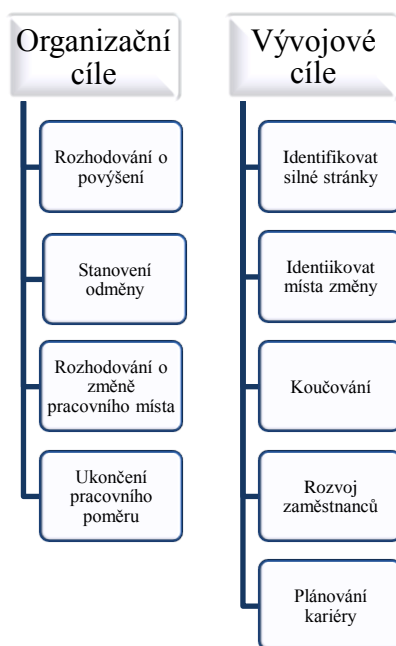 Organizační
cíle
Rozhodování o
povýšení
Stanovení
odměny
Rozhodování o
změně
pracovního místa
Ukončení
pracovního
poměru
Vývojové
cíle
Identifikovat
silné stránky
Identiikovat
místa změny
Koučování
Rozvoj
zaměstnanců
Plánování
kariéry